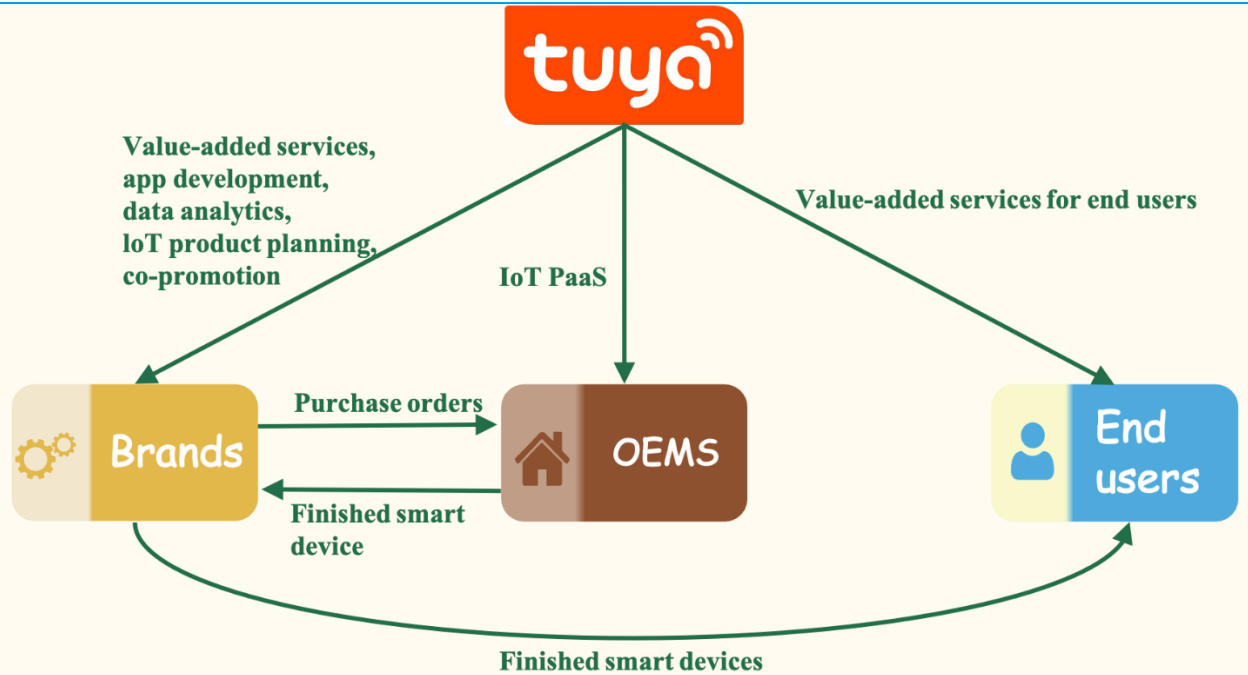 tuya
Value-added services,
app development,
data analytics,
loT product planning,
co-promotion
Value-added services for end users
IoT PaaS
Purchase orders
Brands
OEMS
End
users
Finished smart
device
Finished smart devices